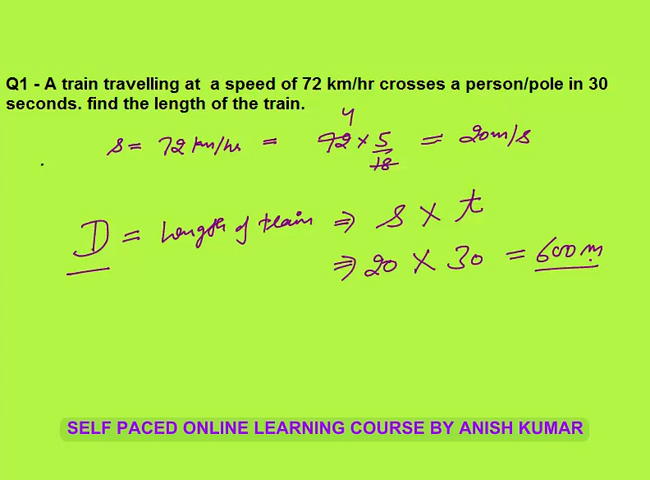 Q1 - A train travelling at a speed of 72 km/hr crosses a person/pole in 30
seconds. find the length of the train.
4
s = 72 km/hr = 72 × 5/18 = 20 m/s
D = Length of train ⇒ s × t
⇒ 20 × 30 = 600 m
SELF PACED ONLINE LEARNING COURSE BY ANISH KUMAR